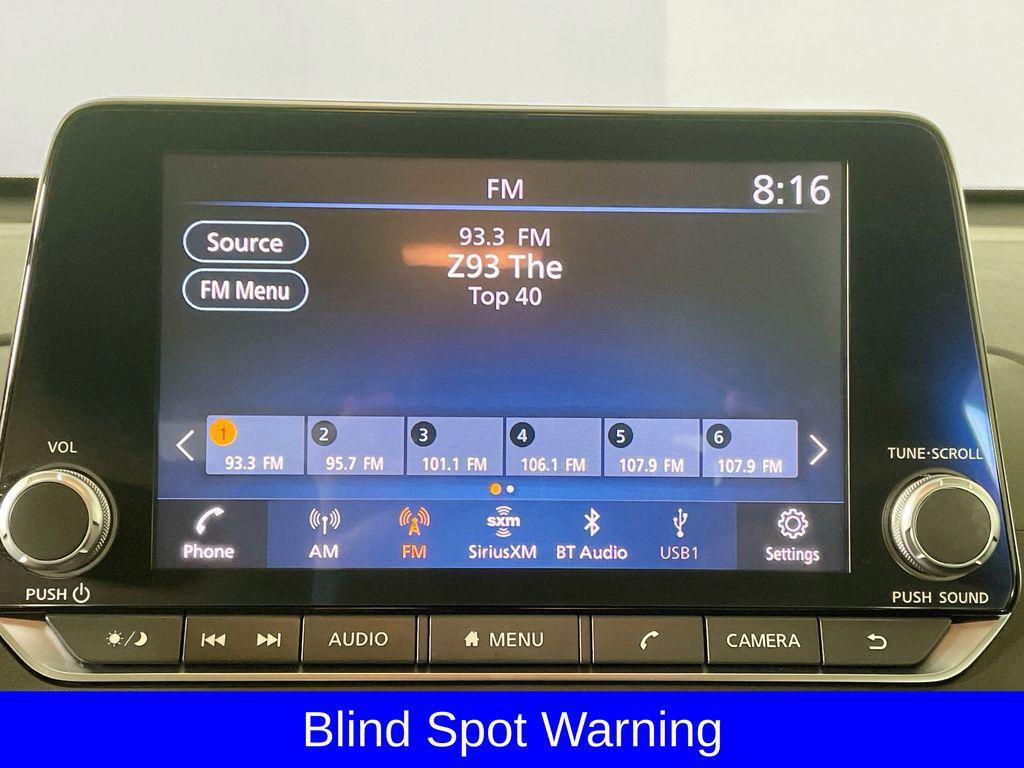 FM 8:16
Source
FM Menu
93.3 FM
Z93 The
Top 40
1 2 3 4 5 6
93.3 FM 95.7 FM 101.1 FM 106.1 FM 107.9 FM 107.9 FM
VOL
TUNE·SCROLL
sxm
Phone AM FM SiriusXM BT Audio USB1 Settings
PUSH
PUSH SOUND
AUDIO MENU CAMERA
Blind Spot Warning